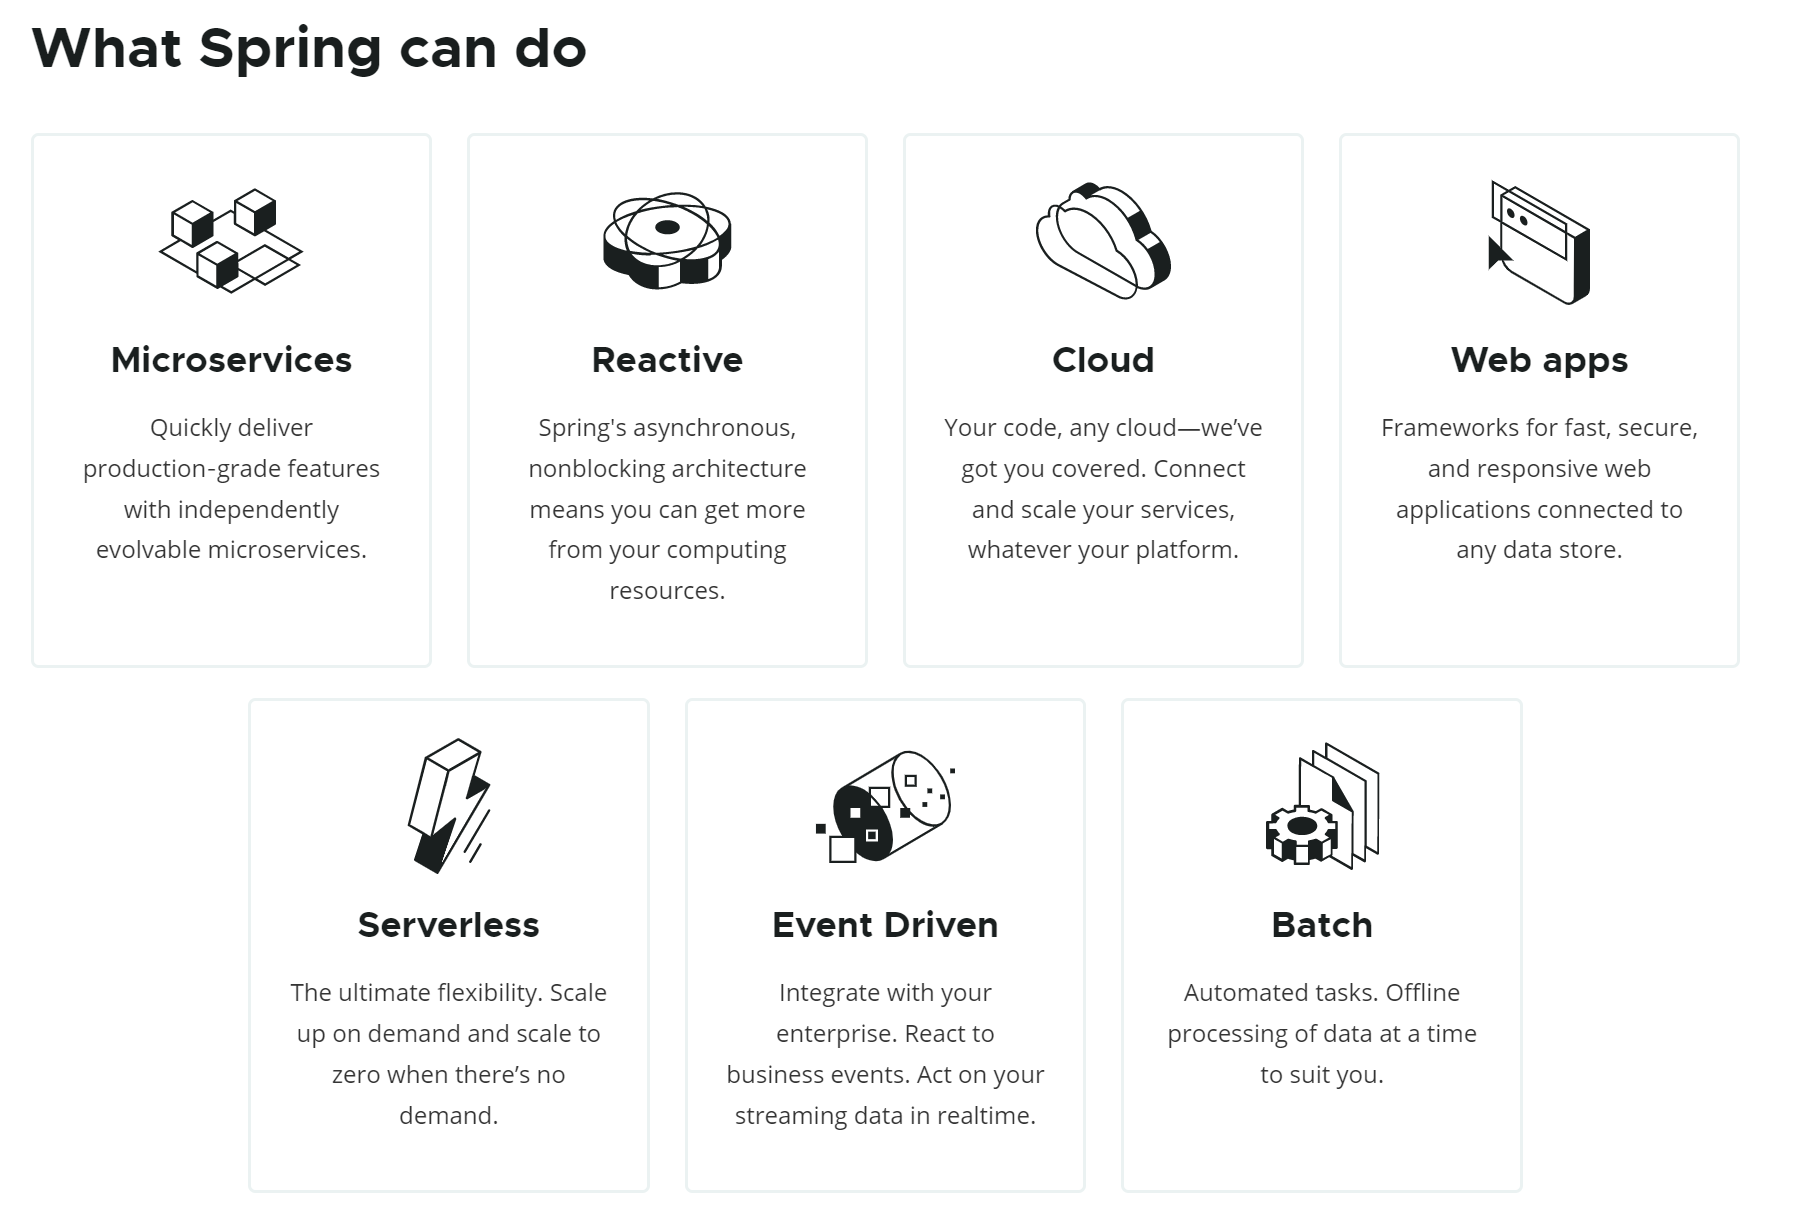 What Spring can do
Microservices
Quickly deliver
production-grade features
with independently
evolvable microservices.
Reactive
Spring's asynchronous,
nonblocking architecture
means you can get more
from your computing
resources.
Cloud
Your code, any cloud—we’ve
got you covered. Connect
and scale your services,
whatever your platform.
Web apps
Frameworks for fast, secure,
and responsive web
applications connected to
any data store.
Serverless
The ultimate flexibility. Scale
up on demand and scale to
zero when there’s no
demand.
Event Driven
Integrate with your
enterprise. React to
business events. Act on your
streaming data in realtime.
Batch
Automated tasks. Offline
processing of data at a time
to suit you.